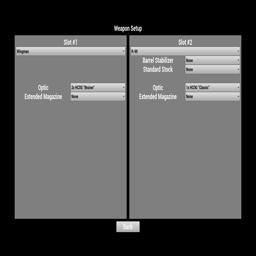 Weapon Setup
Slot #1
Wingman
Optic
2x HCOG "Bruiser"
Extended Magazine
None
Slot #2
R-99
Barrel Stabilizer
None
Standard Stock
None
Optic
1x HCOG "Classic"
Extended Magazine
None
Back